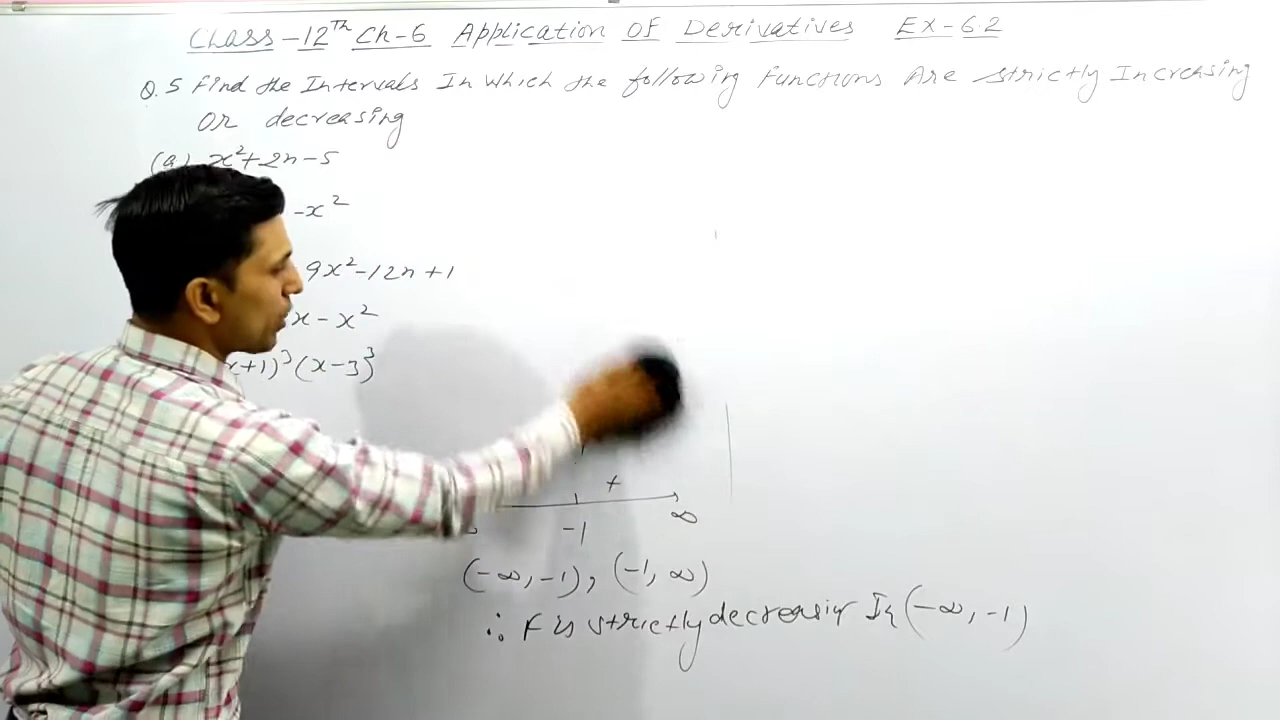 Class-12th Ch-6 Application Of Derivatives Ex-6.2
Q.5 Find the Intervals In Which the following Functions Are Strictly Increasing
Or decreasing
(a) x²+2x-5
-x²
9x²-12x+1
x-x²
x+1)³(x-3)³
+
-1 ∞
(-∞,-1), (-1,∞)
∴ F is strictly decreasing In (-∞,-1)